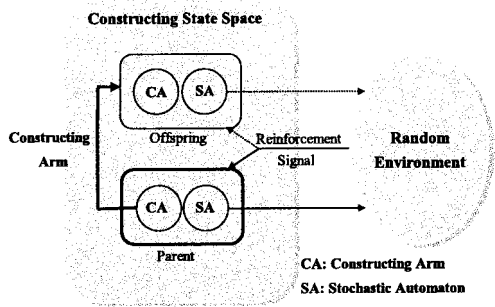 Constructing State Space
CA
SA
Offspring
Constructing
Arm
Reinforcement
Signal
Random
Environment
CA
SA
Parent
CA: Constructing Arm
SA: Stochastic Automaton